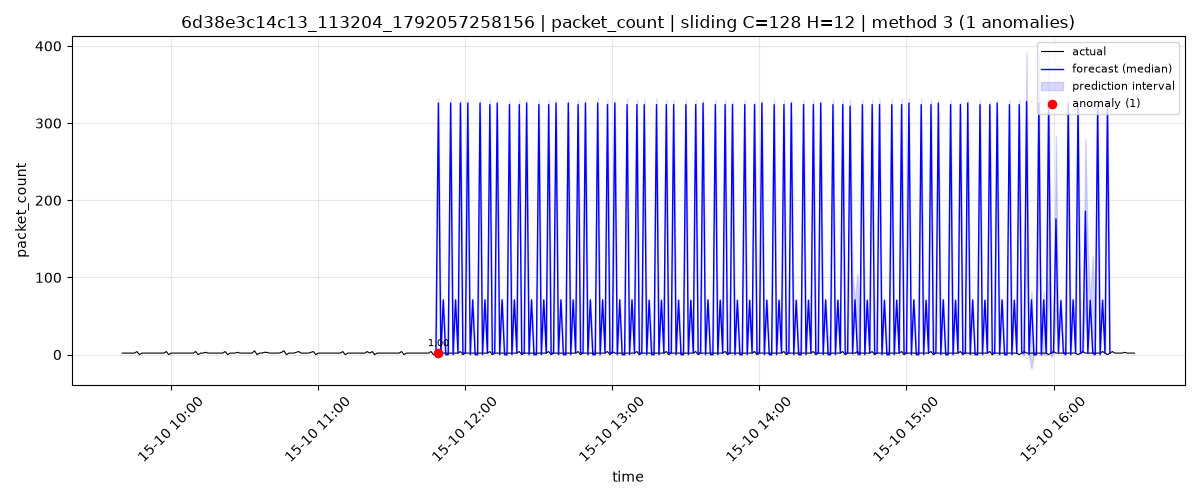 6d38e3c14c13_113204_1792057258156 | packet_count | sliding C=128 H=12 | method 3 (1 anomalies)
actual
forecast (median)
prediction interval
anomaly (1)
packet_count
400
300
200
100
0
1.00
15-10 10:00
15-10 11:00
15-10 12:00
15-10 13:00
15-10 14:00
15-10 15:00
15-10 16:00
time